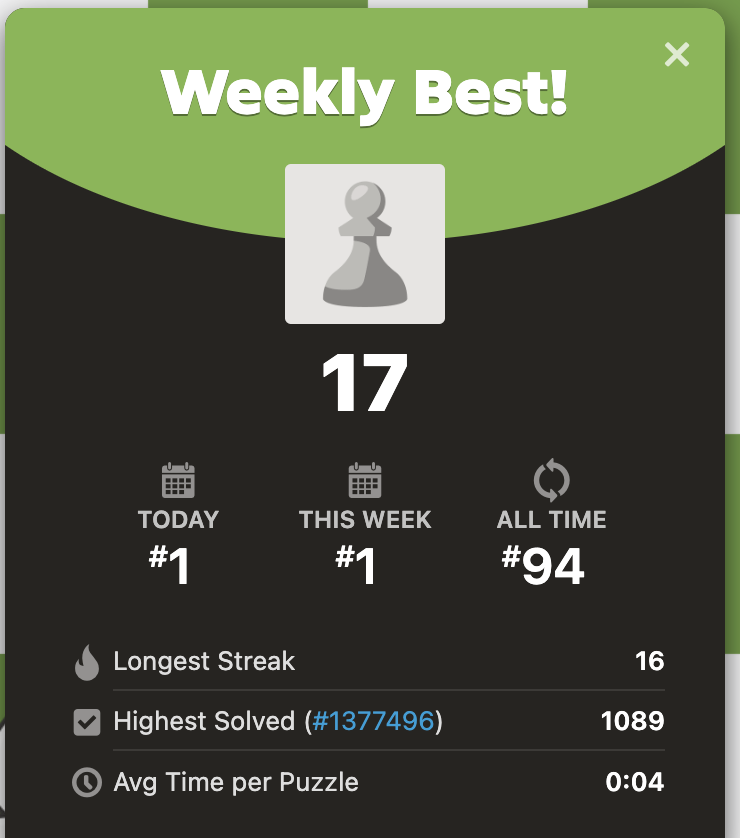 Weekly Best!
17
TODAY THIS WEEK ALL TIME
#1 #1 #94
Longest Streak 16
Highest Solved (#1377496) 1089
Avg Time per Puzzle 0:04